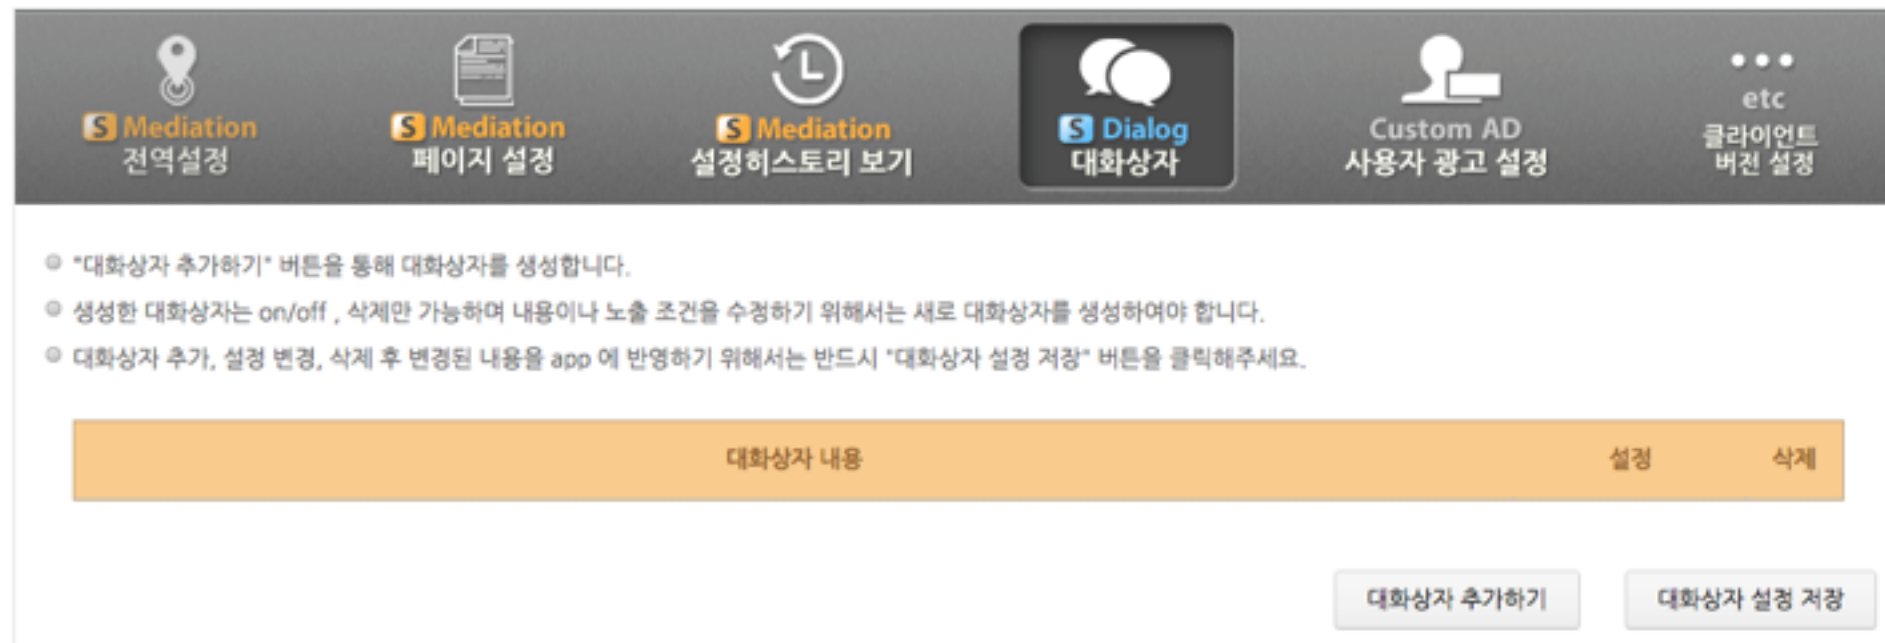 S Mediation
전역설정
S Mediation
페이지 설정
S Mediation
설정히스토리 보기
S Dialog
대화상자
Custom AD
사용자 광고 설정
etc
클라이언트
버전 설정
"대화상자 추가하기" 버튼을 통해 대화상자를 생성합니다.
생성한 대화상자는 on/off , 삭제만 가능하며 내용이나 노출 조건을 수정하기 위해서는 새로 대화상자를 생성하여야 합니다.
대화상자 추가, 설정 변경, 삭제 후 변경된 내용을 app 에 반영하기 위해서는 반드시 "대화상자 설정 저장" 버튼을 클릭해주세요.
대화상자 내용 설정 삭제
대화상자 추가하기 대화상자 설정 저장